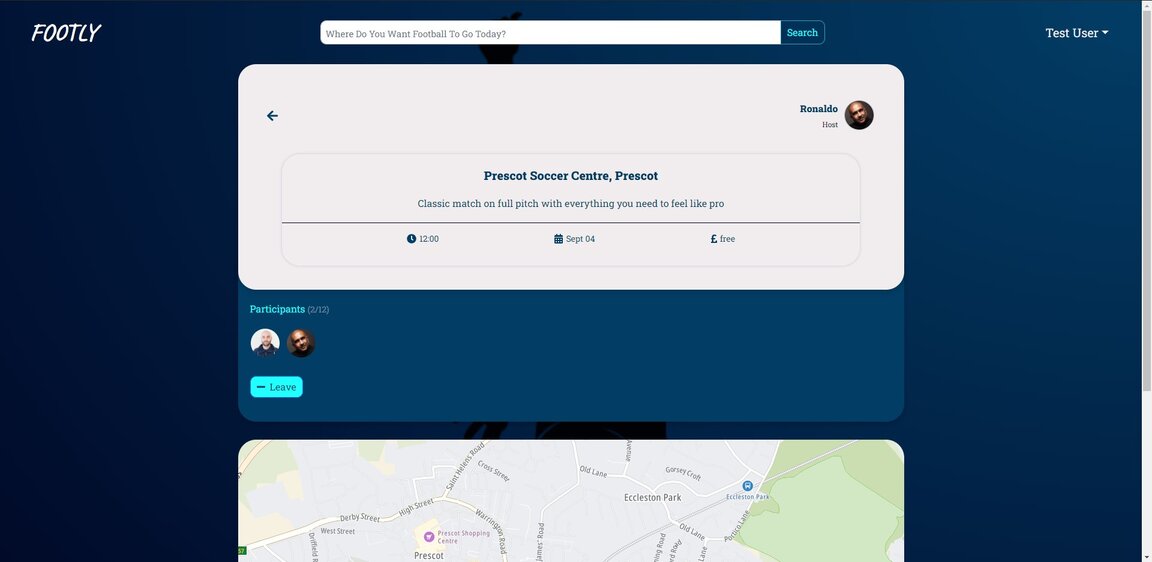 FOOTLY
Where Do You Want Football To Go Today?
Search
Test User
Ronaldo
Host
Prescot Soccer Centre, Prescot
Classic match on full pitch with everything you need to feel like pro
12:00
Sept 04
£ free
Participants (2/12)
Leave
Saint Helens Road
Cross Street
Old Lane
Gorsey Croft
Eccleston Park
Eccleston Park
High Street
Derby Street
West Street
Warrington Road
Old Lane
Portico Lane
Prescot Shopping
Centre
Prescot
57